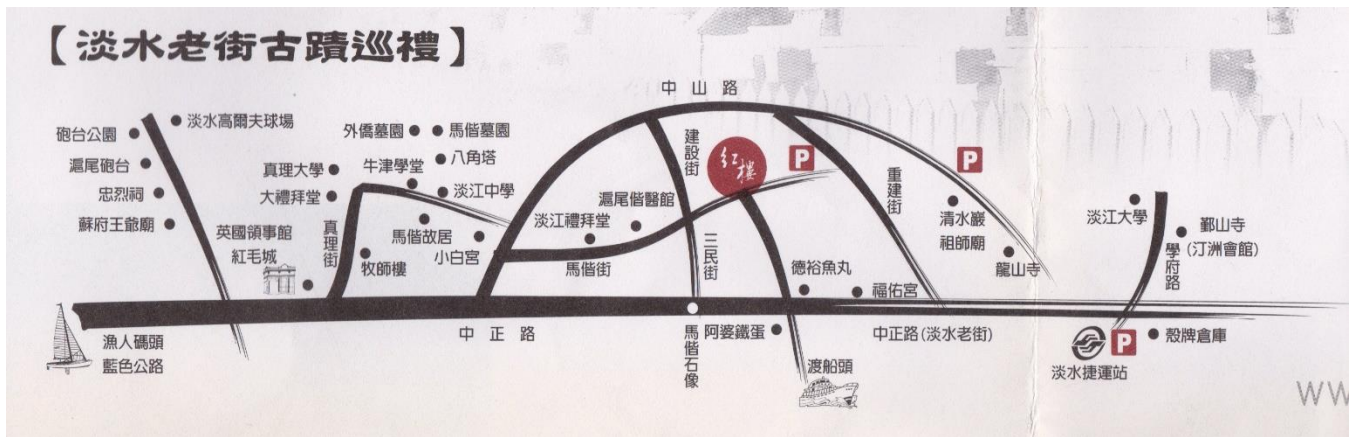 【淡水老街古蹟巡禮】
中山路
砲台公園
淡水高爾夫球場
滬尾砲台
忠烈祠
蘇府王爺廟
外僑墓園
馬偕墓園
八角塔
真理大學
牛津學堂
大禮拜堂
淡江中學
英國領事館
紅毛城
真理街
馬偕故居
牧師樓
小白宮
淡江禮拜堂
滬尾偕醫館
馬偕街
建設街
紅樓
P
三民街
重建街
P
清水巖
祖師廟
龍山寺
德裕魚丸
福佑宮
淡江大學
鄞山寺
(汀洲會館)
學府路
漁人碼頭
藍色公路
中正路
馬偕石像
阿婆鐵蛋
渡船頭
中正路(淡水老街)
P
殼牌倉庫
淡水捷運站
WW